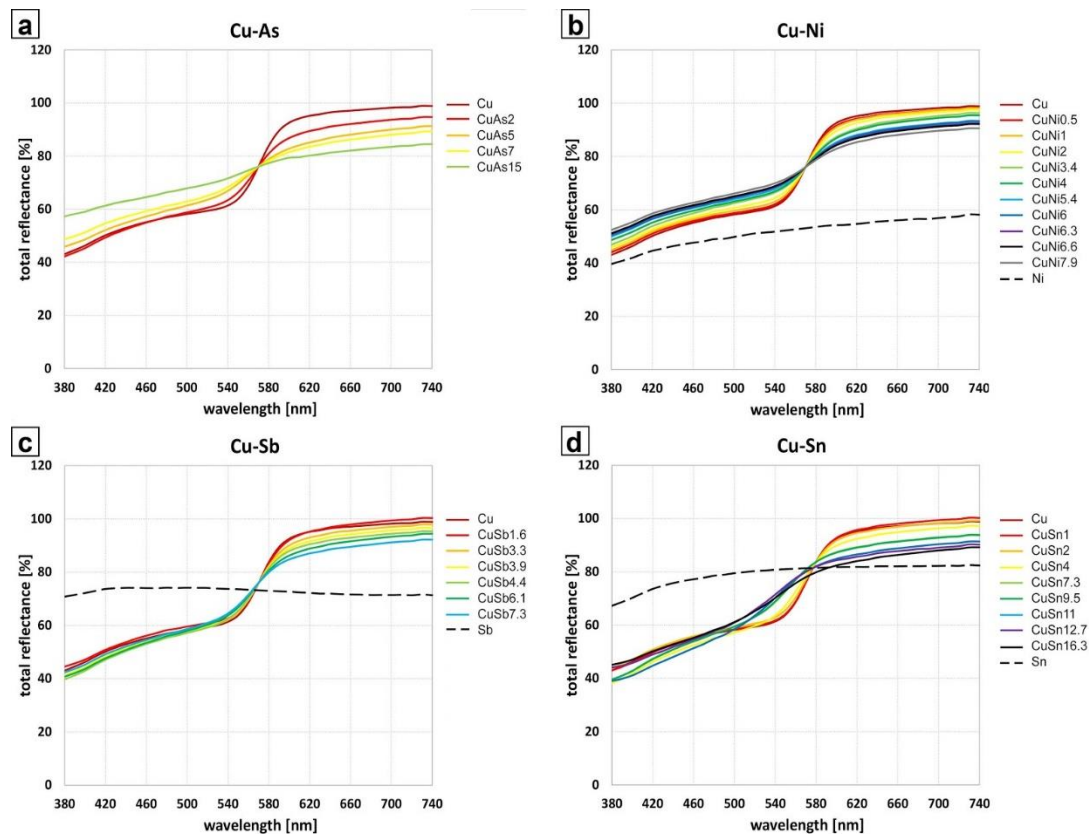 a
Cu-As
total reflectance [%]
120
100
80
60
40
20
0
380 420 460 500 540 580 620 660 700 740
wavelength [nm]
Cu
CuAs2
CuAs5
CuAs7
CuAs15
b
Cu-Ni
total reflectance [%]
120
100
80
60
40
20
0
380 420 460 500 540 580 620 660 700 740
wavelength [nm]
Cu
CuNi0.5
CuNi1
CuNi2
CuNi3.4
CuNi4
CuNi5.4
CuNi6
CuNi6.3
CuNi6.6
CuNi7.9
Ni
c
Cu-Sb
total reflectance [%]
120
100
80
60
40
20
0
380 420 460 500 540 580 620 660 700 740
wavelength [nm]
Cu
CuSb1.6
CuSb3.3
CuSb3.9
CuSb4.4
CuSb6.1
CuSb7.3
Sb
d
Cu-Sn
total reflectance [%]
120
100
80
60
40
20
0
380 420 460 500 540 580 620 660 700 740
wavelength [nm]
Cu
CuSn1
CuSn2
CuSn4
CuSn7.3
CuSn9.5
CuSn11
CuSn12.7
CuSn16.3
Sn